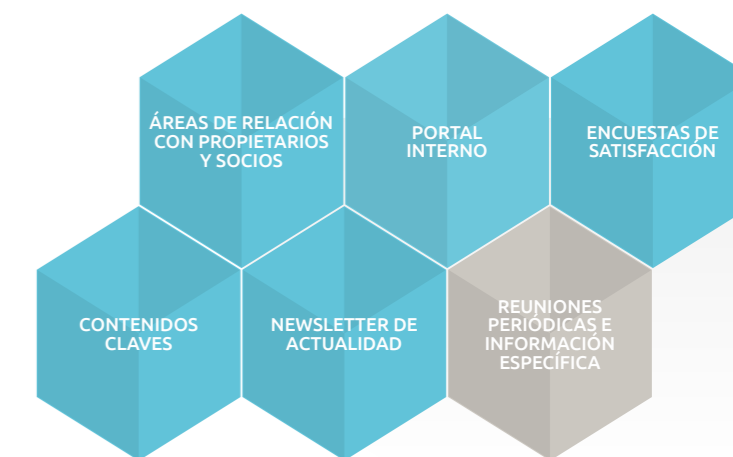 ÁREAS DE RELACIÓN
CON PROPIETARIOS
Y SOCIOS
PORTAL
INTERNO
ENCUESTAS DE
SATISFACCIÓN
CONTENIDOS
CLAVES
NEWSLETTER DE
ACTUALIDAD
REUNIONES
PERIÓDICAS E
INFORMACIÓN
ESPECÍFICA